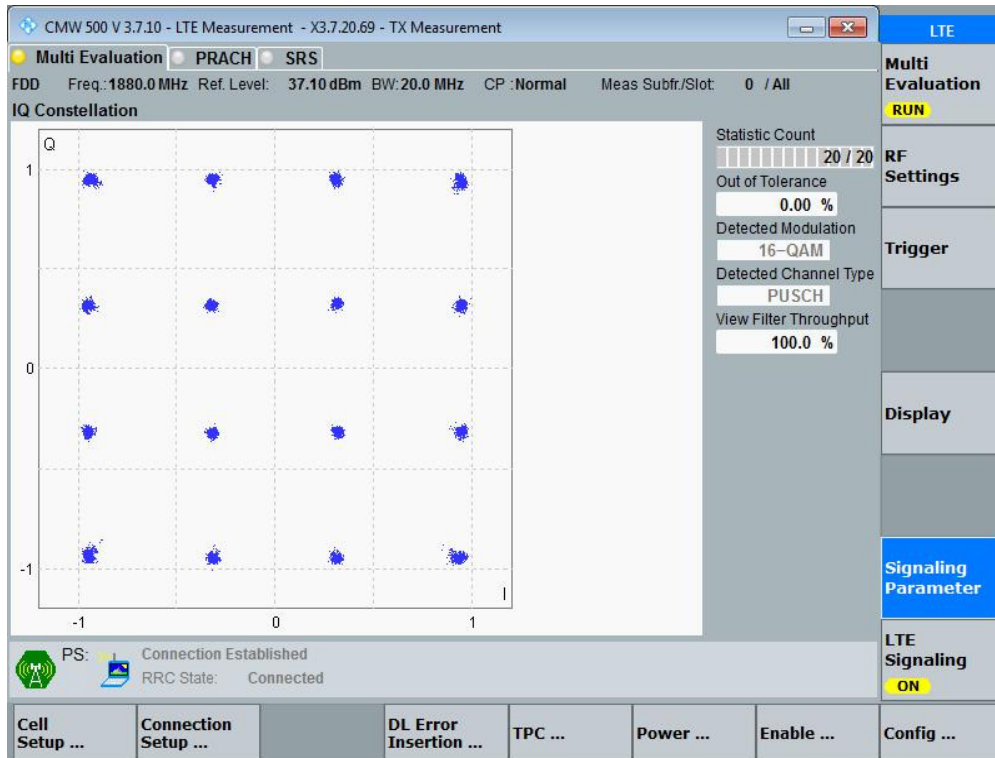 CMW 500 V 3.7.10 - LTE Measurement - X3.7.20.69 - TX Measurement
LTE
Multi Evaluation PRACH SRS
FDD Freq.:1880.0 MHz Ref. Level: 37.10 dBm BW:20.0 MHz CP :Normal Meas Subfr./Slot: 0 / All
IQ Constellation
Q
1
0
-1
I
-1 0 1
Statistic Count
20 / 20
Out of Tolerance
0.00 %
Detected Modulation
16-QAM
Detected Channel Type
PUSCH
View Filter Throughput
100.0 %
Multi
Evaluation
RUN
RF
Settings
Trigger
Display
Signaling
Parameter
LTE
Signaling
ON
PS: Connection Established
RRC State: Connected
Cell
Setup ...
Connection
Setup ...
DL Error
Insertion ...
TPC ...
Power ...
Enable ...
Config ...